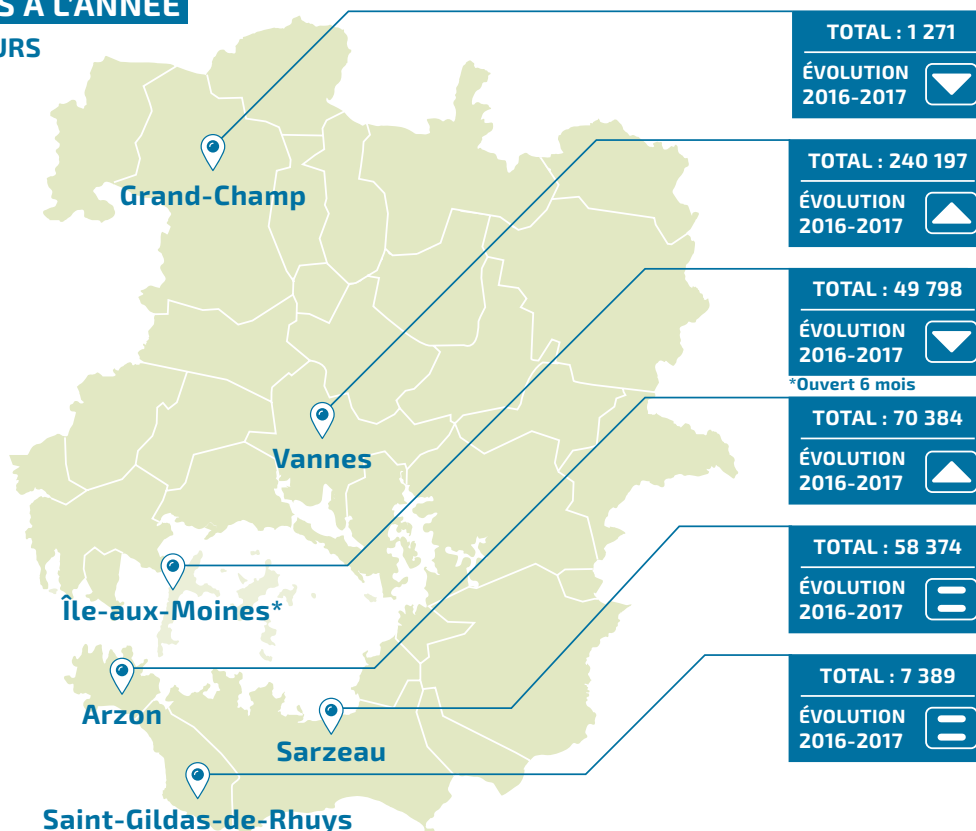 S À L'ANNÉE
URS
TOTAL : 1 271
ÉVOLUTION
2016-2017
Grand-Champ
TOTAL : 240 197
ÉVOLUTION
2016-2017
Vannes
TOTAL : 49 798
ÉVOLUTION
2016-2017
*Ouvert 6 mois
Île-aux-Moines*
TOTAL : 70 384
ÉVOLUTION
2016-2017
Arzon
TOTAL : 58 374
ÉVOLUTION
2016-2017
Sarzeau
TOTAL : 7 389
ÉVOLUTION
2016-2017
Saint-Gildas-de-Rhuys